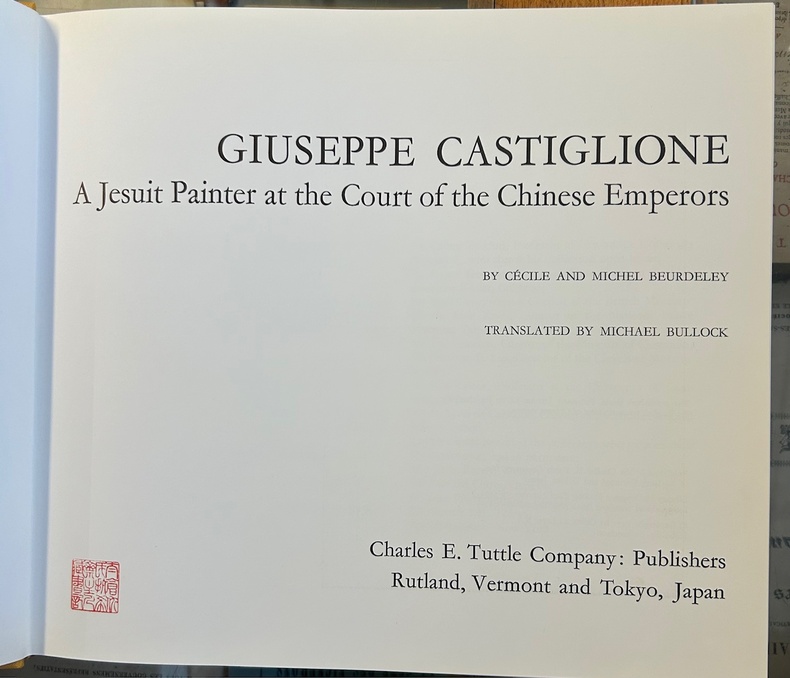 GIUSEPPE CASTIGLIONE
A Jesuit Painter at the Court of the Chinese Emperors
BY CÉCILE AND MICHEL BEURDELEY
TRANSLATED BY MICHAEL BULLOCK
Charles E. Tuttle Company: Publishers
Rutland, Vermont and Tokyo, Japan